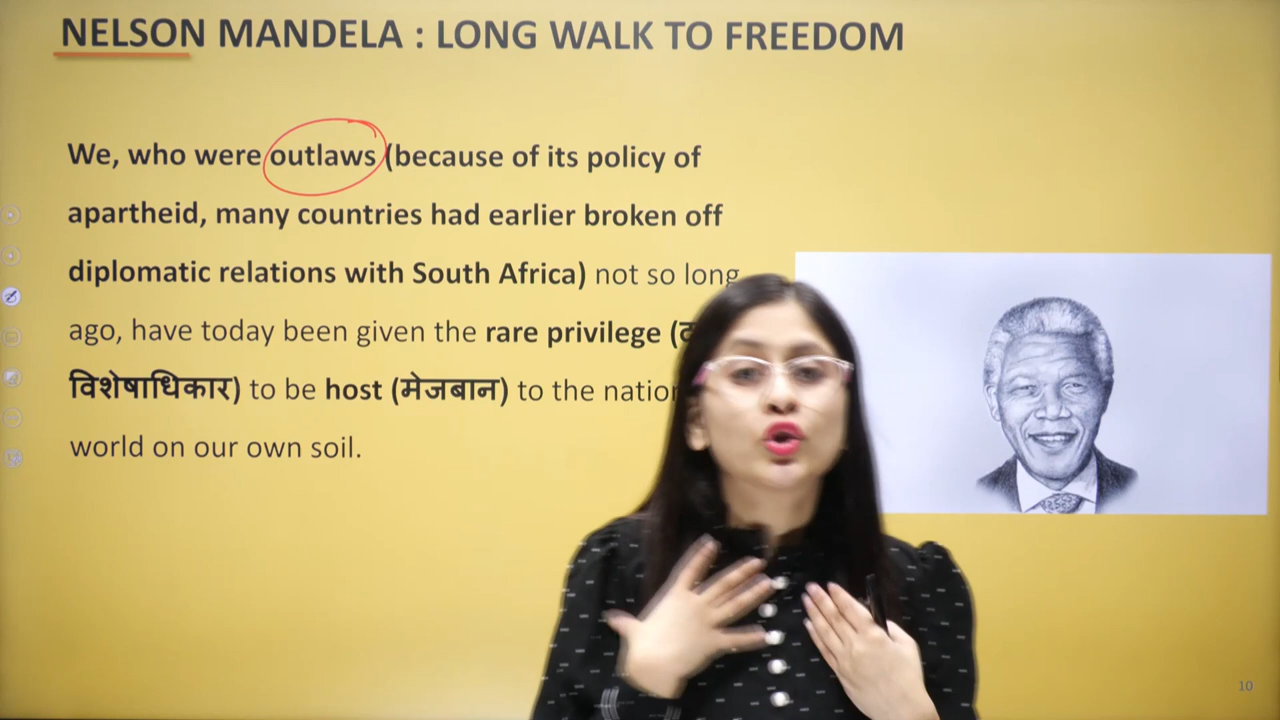 NELSON MANDELA : LONG WALK TO FREEDOM
We, who were outlaws (because of its policy of
apartheid, many countries had earlier broken off
diplomatic relations with South Africa) not so long
ago, have today been given the rare privilege (
विशेषाधिकार) to be host (मेजबान) to the
world on our own soil.
10